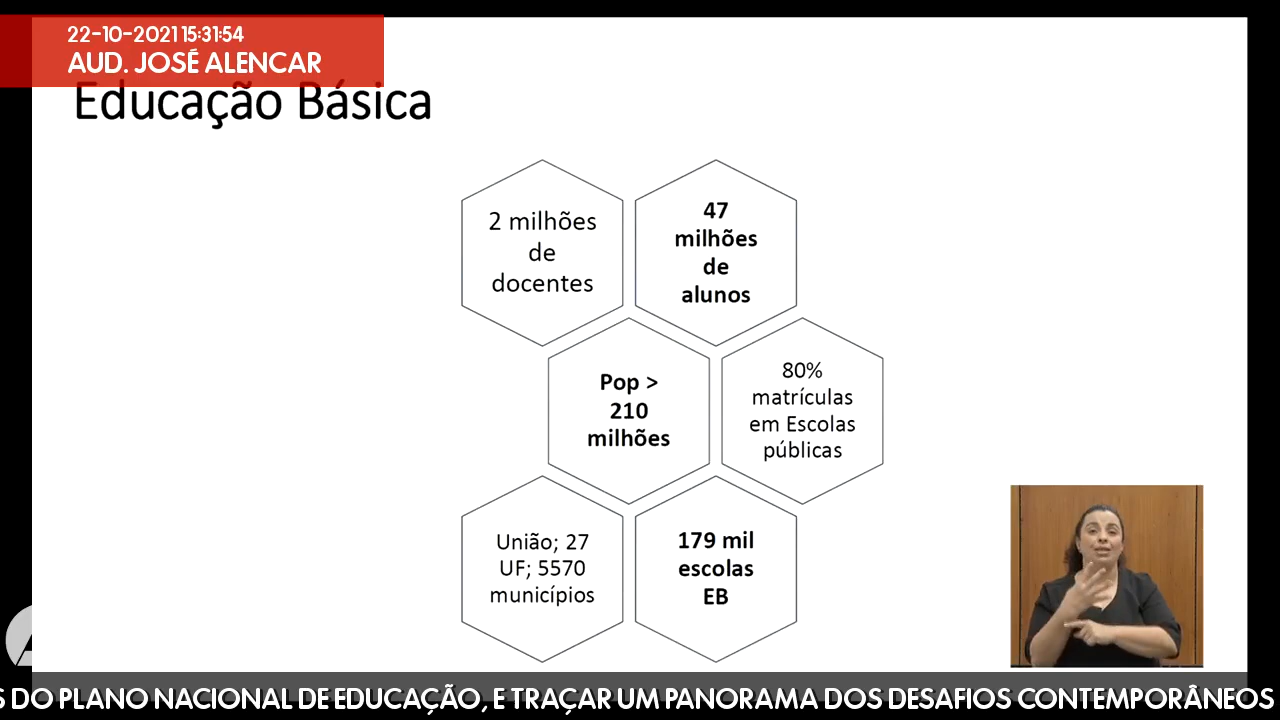 22-10-2021 15:31:54
AUD. JOSÉ ALENCAR
Educação Básica
2 milhões
de
docentes
47
milhões
de
alunos
Pop >
210
milhões
80%
matrículas
em Escolas
públicas
União; 27
UF; 5570
municípios
179 mil
escolas
EB
S DO PLANO NACIONAL DE EDUCAÇÃO, E TRAÇAR UM PANORAMA DOS DESAFIOS CONTEMPORÂNEOS